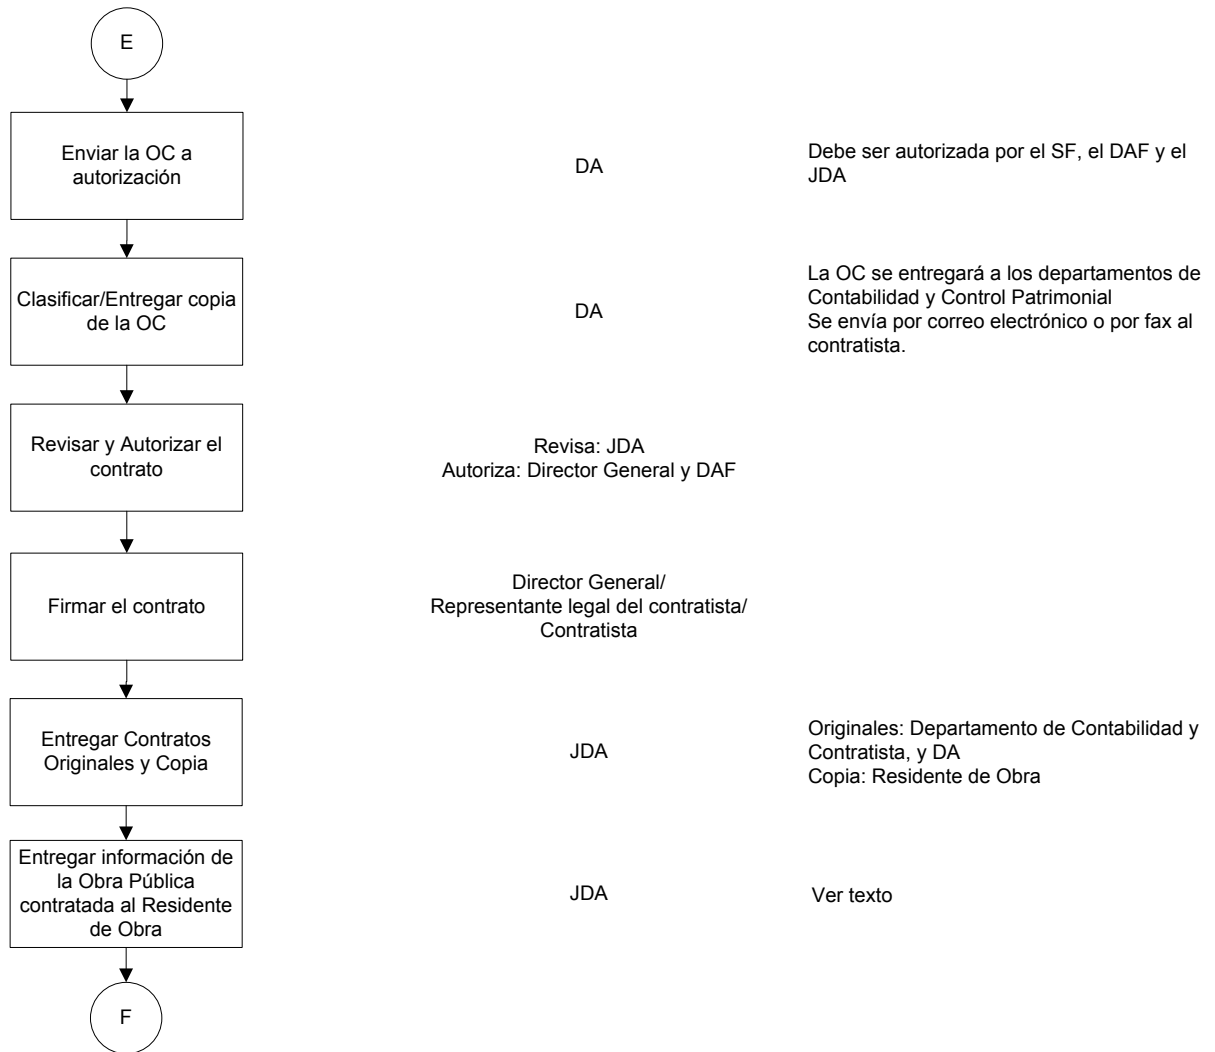 E
Enviar la OC a
autorización
DA
Debe ser autorizada por el SF, el DAF y el
JDA
Clasificar/Entregar copia
de la OC
DA
La OC se entregará a los departamentos de
Contabilidad y Control Patrimonial
Se envía por correo electrónico o por fax al
contratista.
Revisar y Autorizar el
contrato
Revisa: JDA
Autoriza: Director General y DAF
Firmar el contrato
Director General/
Representante legal del contratista/
Contratista
Entregar Contratos
Originales y Copia
JDA
Originales: Departamento de Contabilidad y
Contratista, y DA
Copia: Residente de Obra
Entregar información de
la Obra Pública
contratada al Residente
de Obra
JDA
Ver texto
F